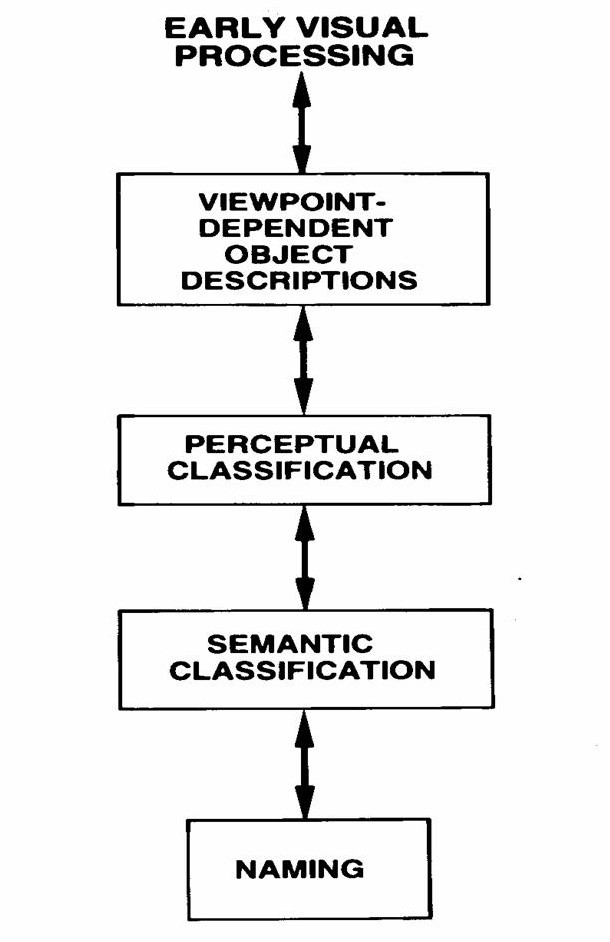 EARLY VISUAL
PROCESSING
VIEWPOINT-
DEPENDENT
OBJECT
DESCRIPTIONS
PERCEPTUAL
CLASSIFICATION
SEMANTIC
CLASSIFICATION
NAMING